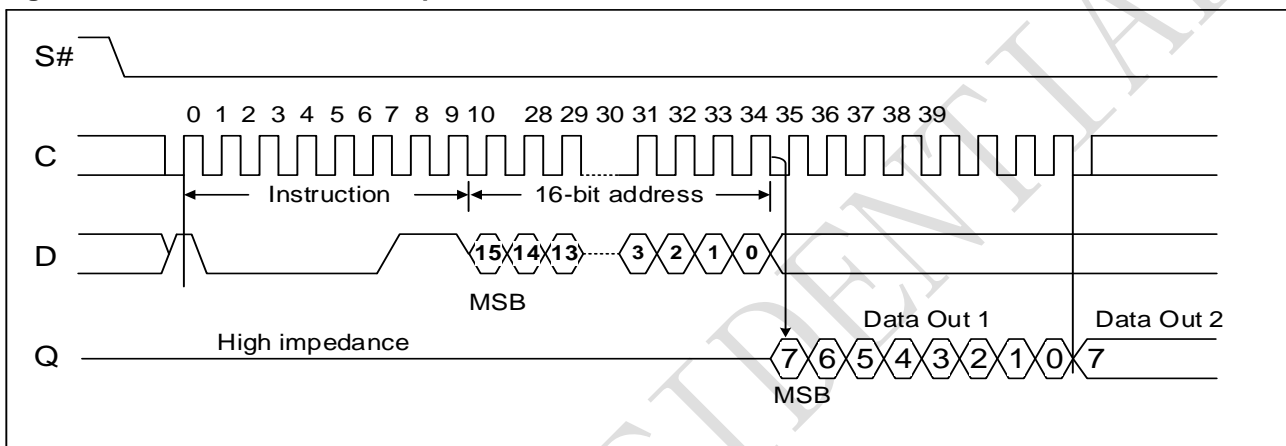 S#
0 1 2 3 4 5 6 7 8 9 10 28 29 30 31 32 33 34 35 36 37 38 39
C
Instruction 16-bit address
D 15 14 13 3 2 1 0
MSB
Data Out 1 Data Out 2
High impedance
Q 7 6 5 4 3 2 1 0 7
MSB